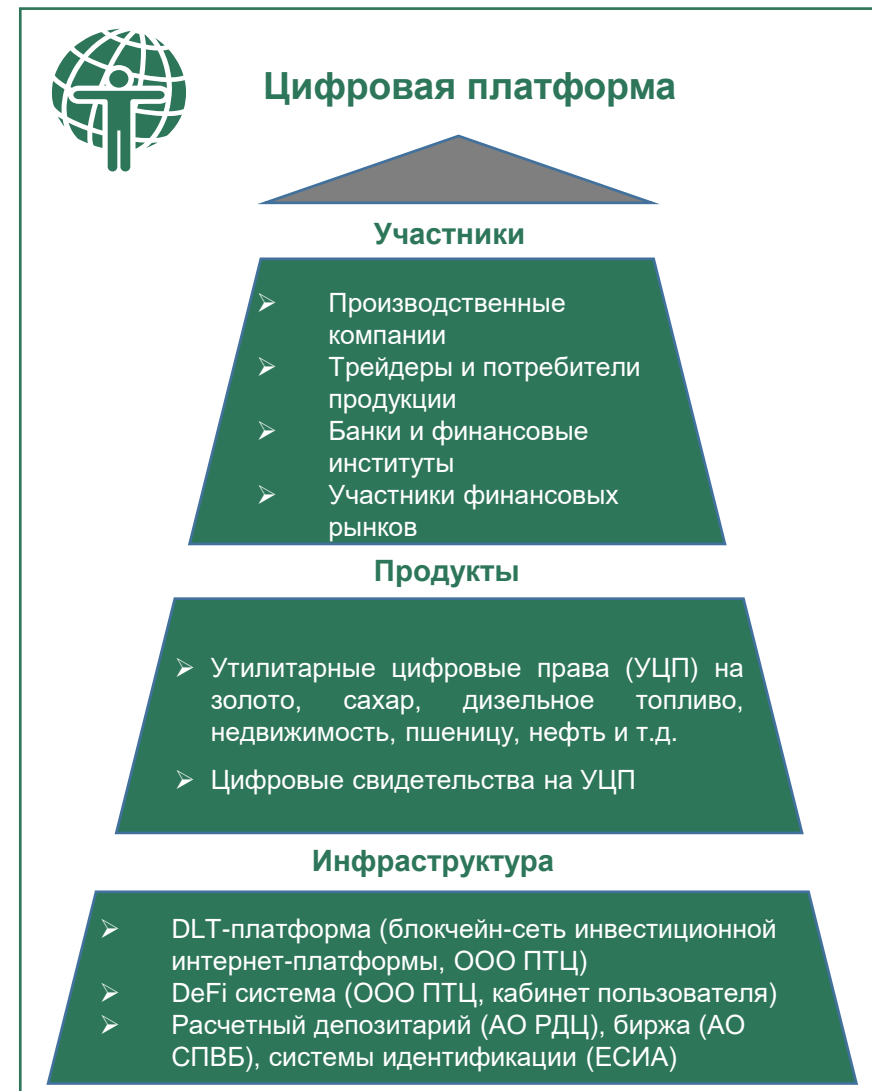 Цифровая платформа
Участники
➢ Производственные
компании
➢ Трейдеры и потребители
продукции
➢ Банки и финансовые
институты
➢ Участники финансовых
рынков
Продукты
➢ Утилитарные цифровые права (УЦП) на
золото, сахар, дизельное топливо,
недвижимость, пшеницу, нефть и т.д.
➢ Цифровые свидетельства на УЦП
Инфраструктура
➢ DLT-платформа (блокчейн-сеть инвестиционной
интернет-платформы, ООО ПТЦ)
➢ DeFi система (ООО ПТЦ, кабинет пользователя)
➢ Расчетный депозитарий (АО РДЦ), биржа (АО
СПВБ), системы идентификации (ЕСИА)